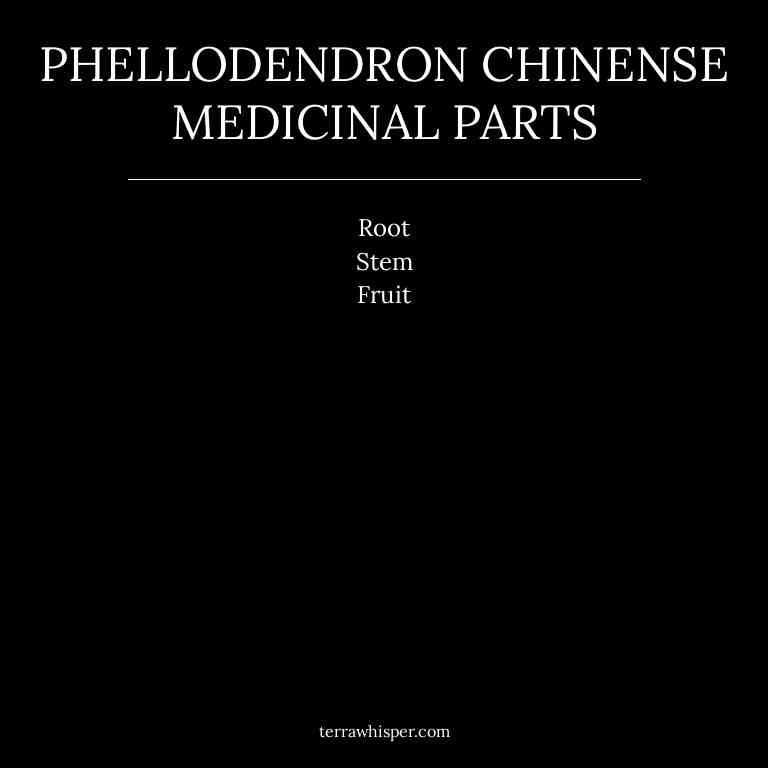 PHELLODENDRON CHINENSE
MEDICINAL PARTS
Root
Stem
Fruit
terrawhisper.com